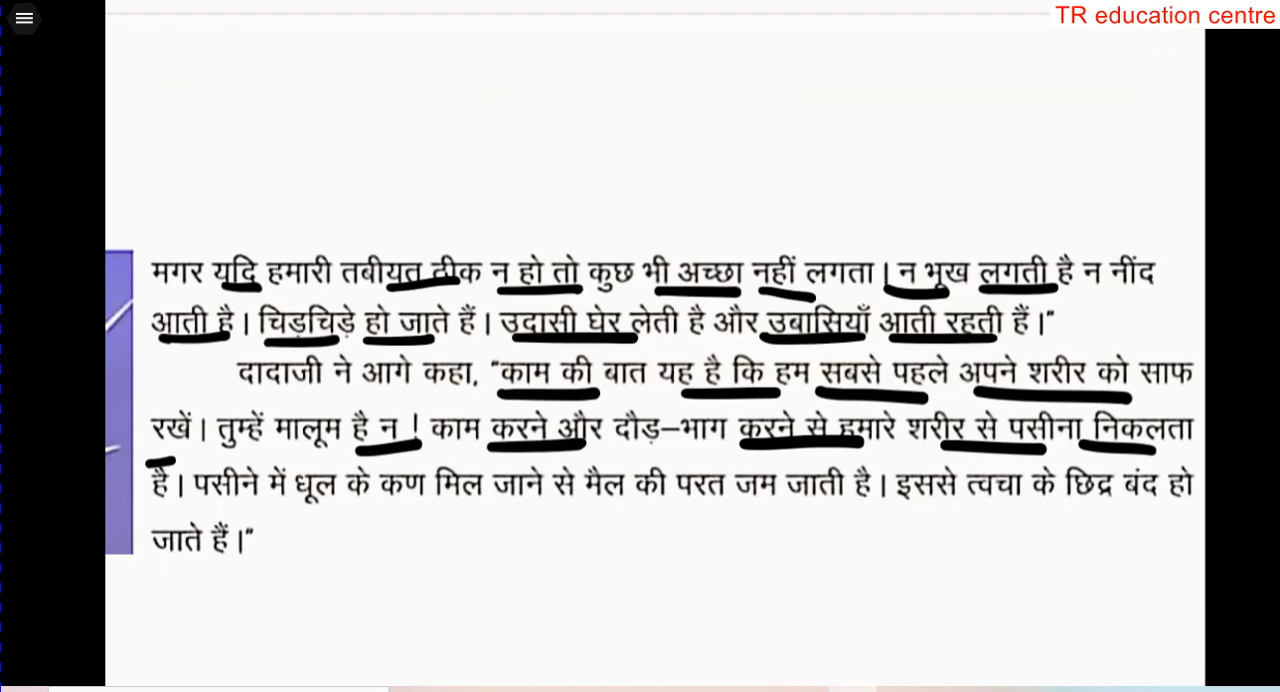 TR education centre
मगर यदि हमारी तबीयत ठीक न हो तो कुछ भी अच्छा नहीं लगता। न भूख लगती है न नींद
आती है। चिड़चिड़े हो जाते हैं। उदासी घेर लेती है और उबासियाँ आती रहती हैं।”
दादाजी ने आगे कहा, “काम की बात यह है कि हम सबसे पहले अपने शरीर को साफ
रखें। तुम्हें मालूम है न! काम करने और दौड़–भाग करने से हमारे शरीर से पसीना निकलता
है। पसीने में धूल के कण मिल जाने से मैल की परत जम जाती है। इससे त्वचा के छिद्र बंद हो
जाते हैं।”